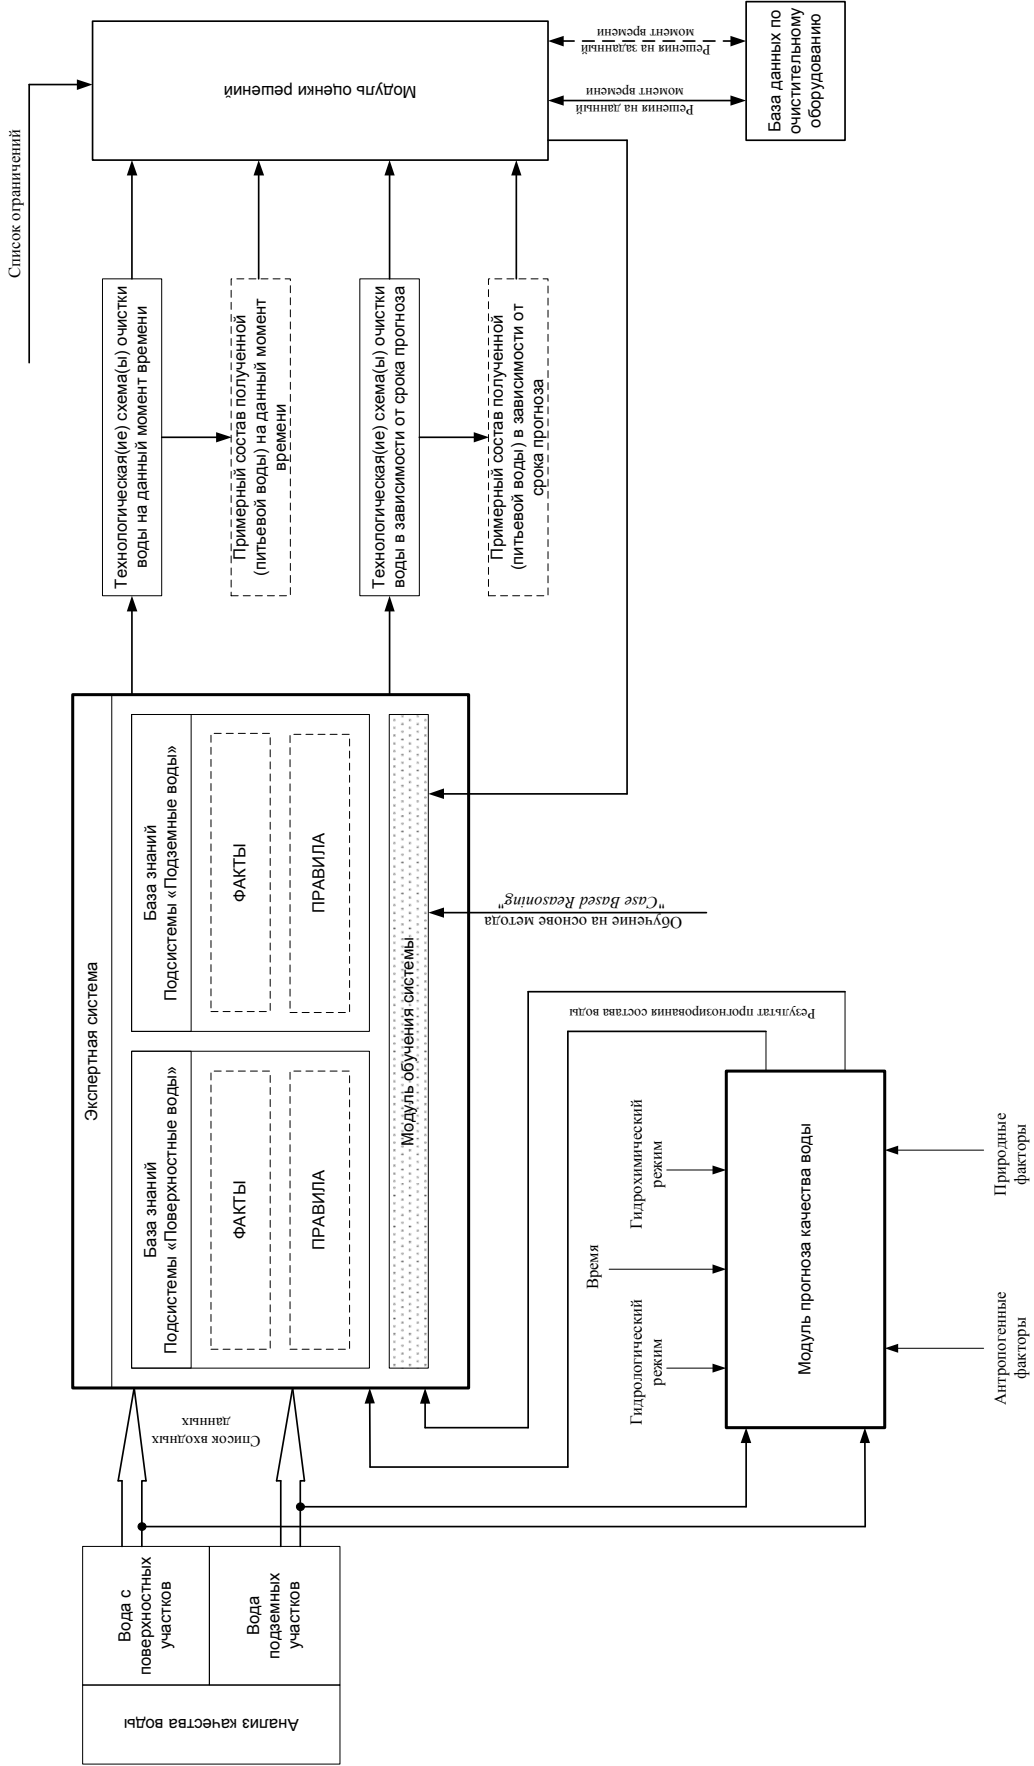 Анализ качества воды
Вода с
поверхностных
участков
Вода
подземных
участков
Список входных
данных
Экспертная система
База знаний
Подсистемы «Поверхностные воды»
ФАКТЫ
ПРАВИЛА
База знаний
Подсистемы «Подземные воды»
ФАКТЫ
ПРАВИЛА
Модуль обучения системы
Обучение на основе метода
"Case Based Reasoning"
Результат прогнозирования состава воды
Гидрологический
режим
Время
Гидрохимический
режим
Модуль прогноза качества воды
Антропогенные
факторы
Природные
факторы
Технологическая(ие) схема(ы) очистки
воды на данный момент времени
Примерный состав полученной
(питьевой воды) на данный момент
времени
Технологическая(ие) схема(ы) очистки
воды в зависимости от срока прогноза
Примерный состав полученной
(питьевой воды) в зависимости от
срока прогноза
Список ограничений
Модуль оценки решений
Решения на данный
момент времени
Решения на заданный
момент времени
База данных по
очистительному
оборудованию